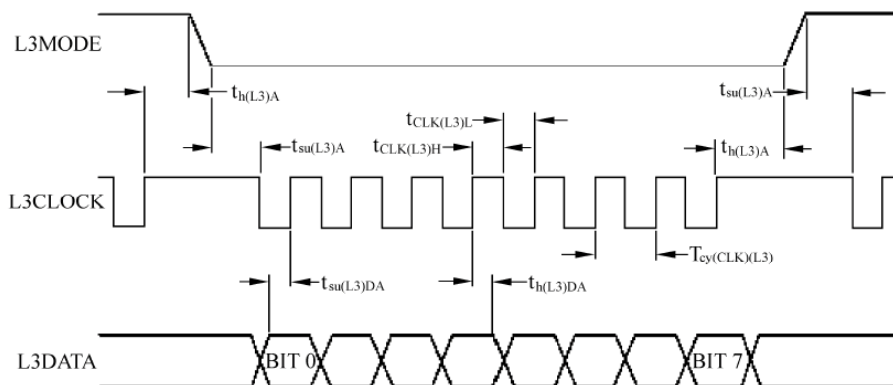 L3MODE
th(L3)A
tsu(L3)A
tCLK(L3)L
tsu(L3)A
tCLK(L3)H
th(L3)A
L3CLOCK
Tcy(CLK)(L3)
tsu(L3)DA
th(L3)DA
L3DATA
BIT 0
BIT 7